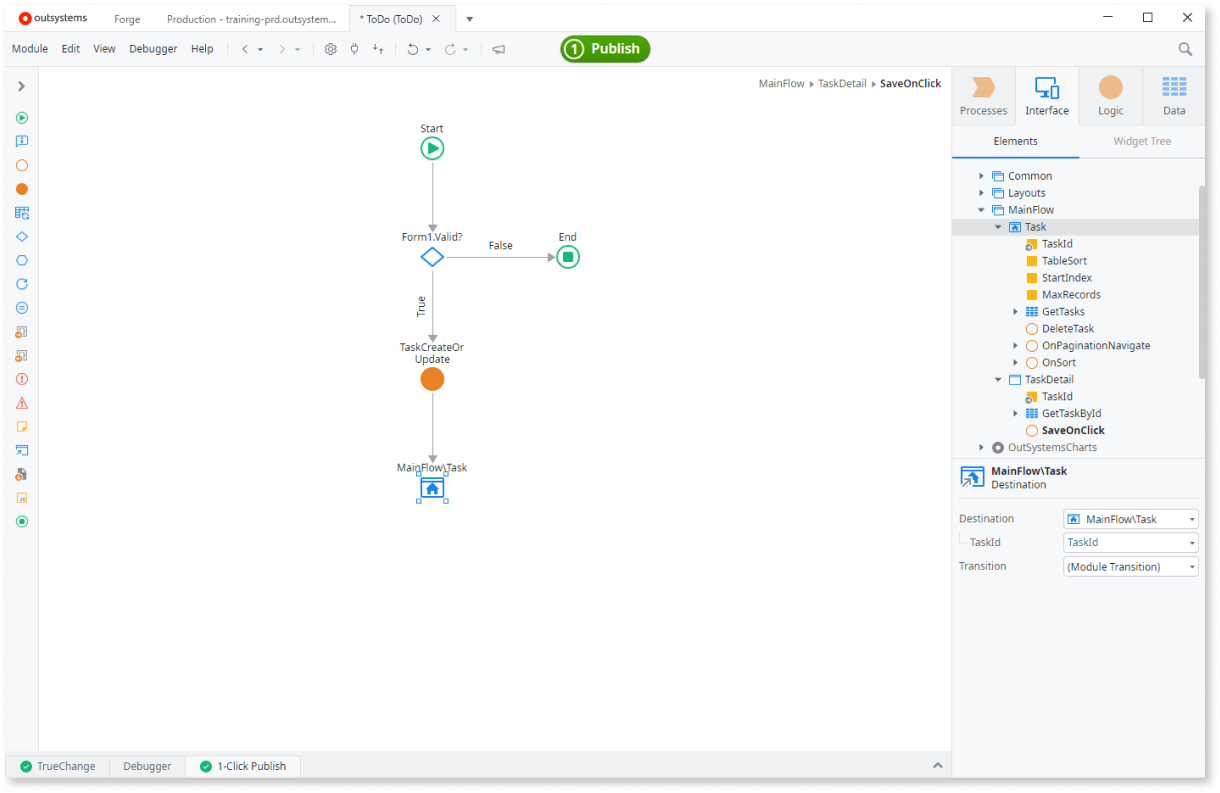 outsystems
Forge
Production - training-prd.outsystem...
* ToDo (ToDo)
Module Edit View Debugger Help
1 Publish
MainFlow TaskDetail SaveOnClick
Processes
Interface
Logic
Data
Elements
Widget Tree
Start
Form1.Valid?
False
End
True
TaskCreateOr
Update
MainFlow\Task
Common
Layouts
MainFlow
Task
TaskId
TableSort
StartIndex
MaxRecords
GetTasks
DeleteTask
OnPaginationNavigate
OnSort
TaskDetail
TaskId
GetTaskById
SaveOnClick
OutSystemsCharts
MainFlow\Task
Destination
Destination MainFlow\Task
TaskId TaskId
Transition (Module Transition)
TrueChange
Debugger
1-Click Publish